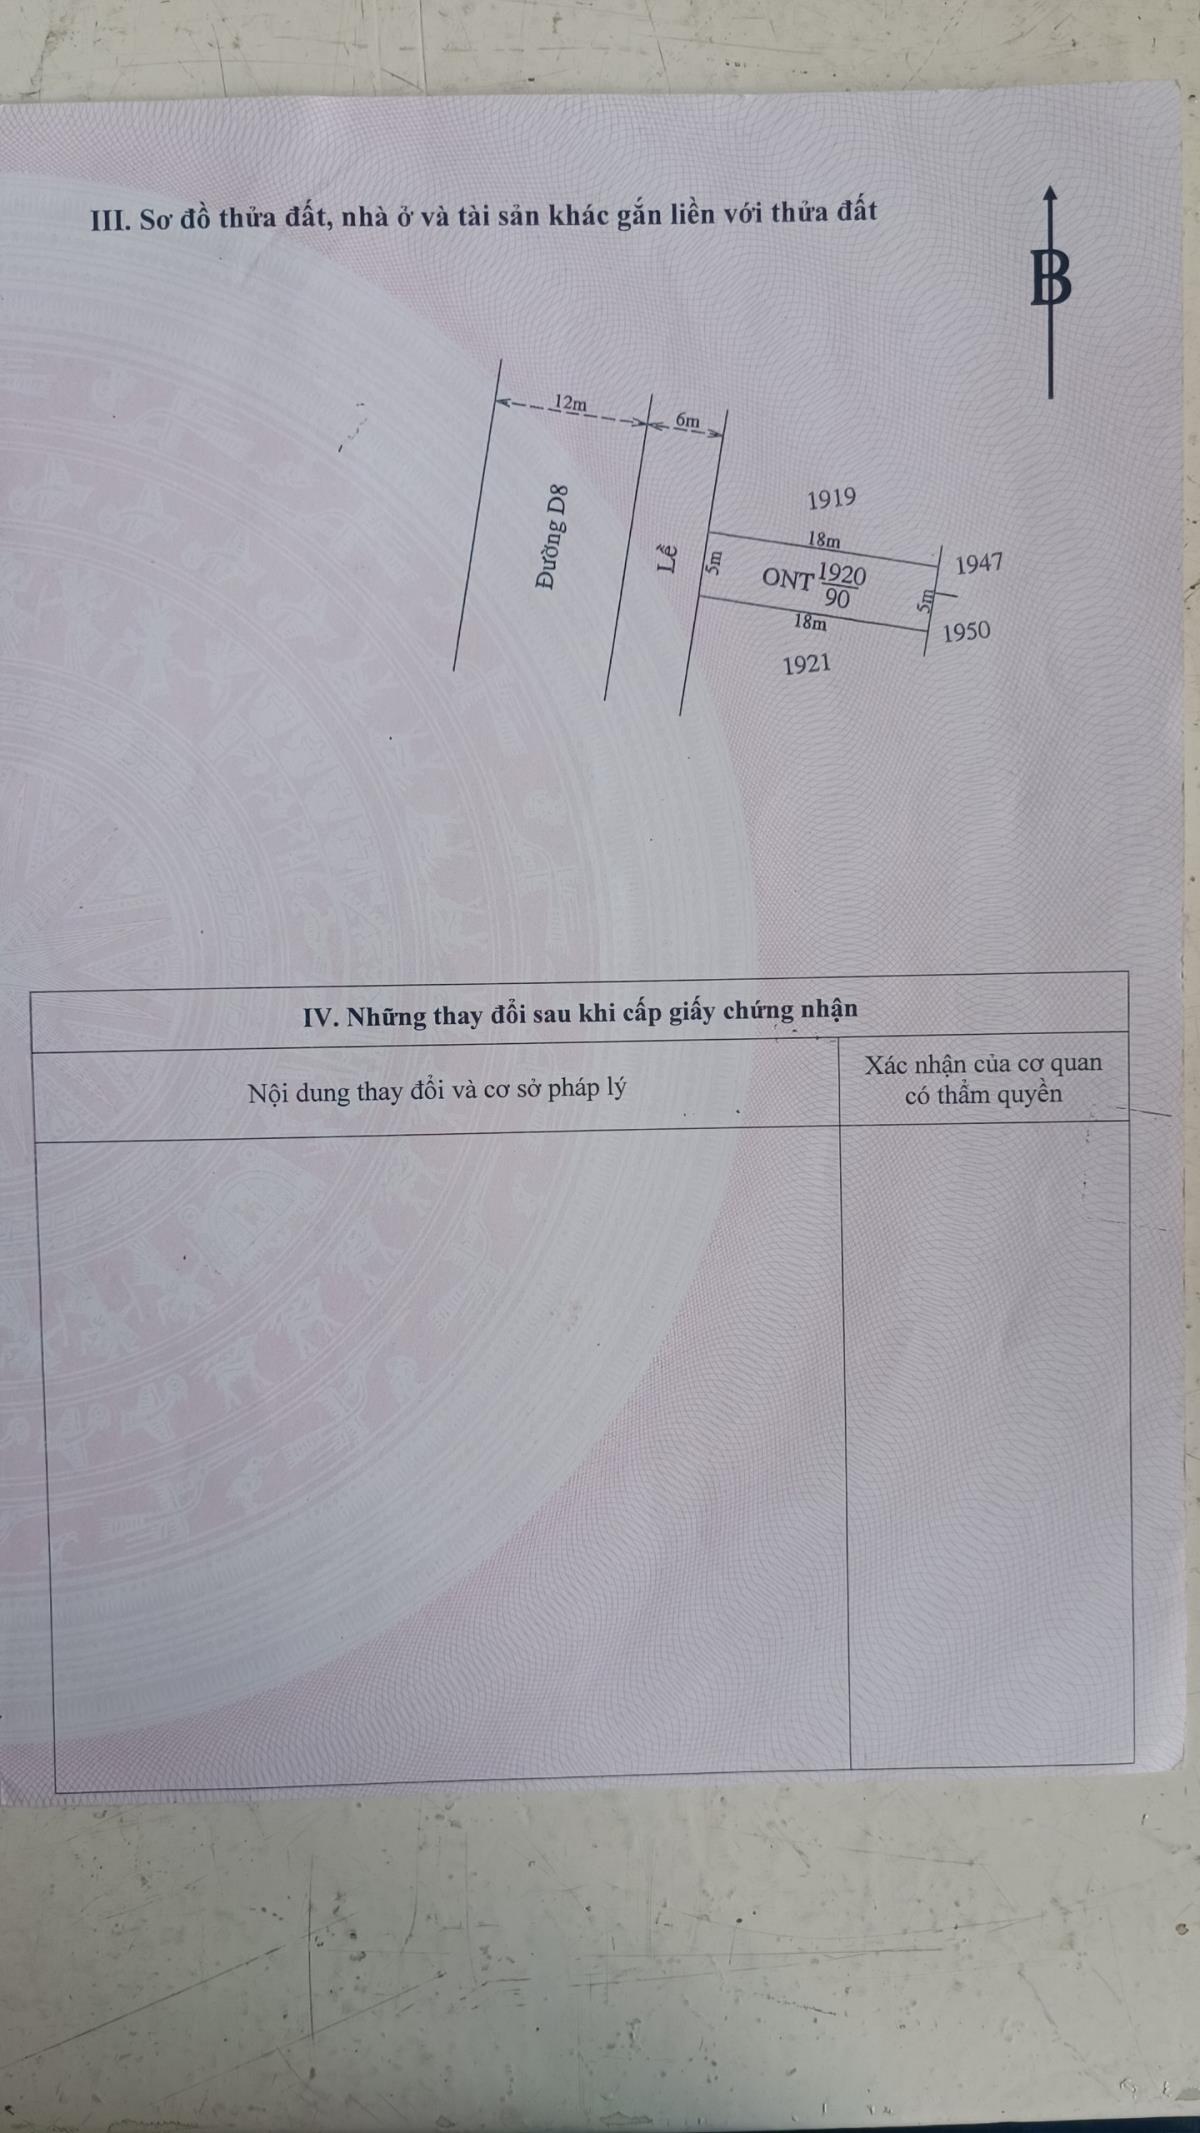 III. Sơ đồ thửa đất, nhà ở và tài sản khác gắn liền với thửa đất
B
12m
6m
Đường D8
Lề
1919
18m
5m
ONT 1920
90
5m
1947
18m
1950
1921
IV. Những thay đổi sau khi cấp giấy chứng nhận
Nội dung thay đổi và cơ sở pháp lý
Xác nhận của cơ quan
có thẩm quyền